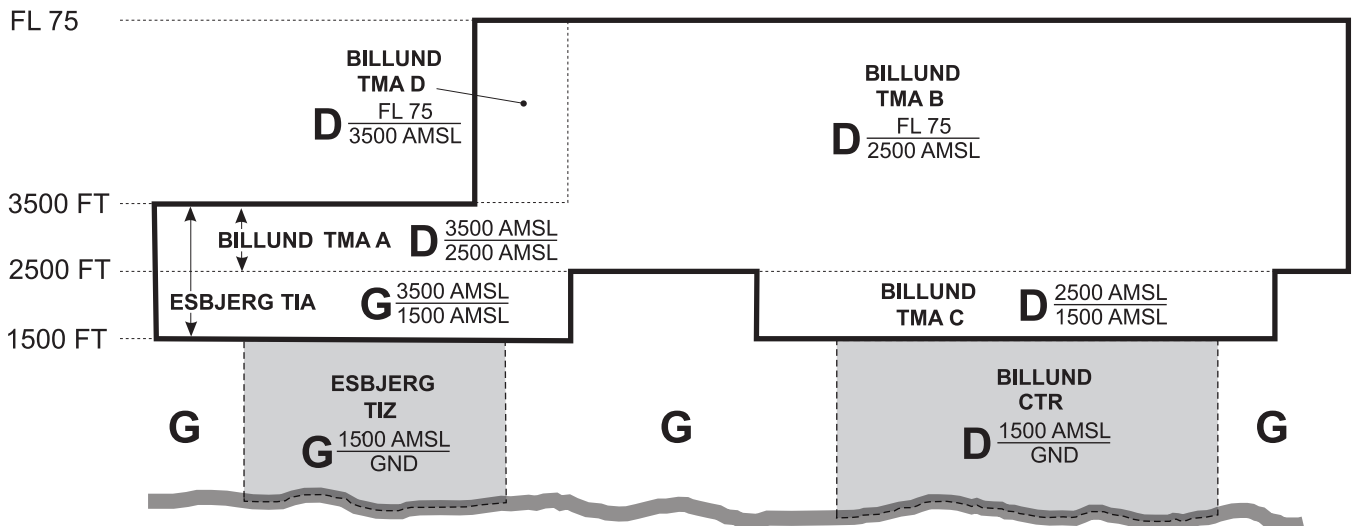 FL 75
BILLUND
TMA D
D FL 75
3500 AMSL
BILLUND
TMA B
D FL 75
2500 AMSL
3500 FT
BILLUND TMA A D 3500 AMSL
2500 AMSL
2500 FT
ESBJERG TIA G 3500 AMSL
1500 AMSL
BILLUND
TMA C
D 2500 AMSL
1500 AMSL
1500 FT
G
ESBJERG
TIZ
G 1500 AMSL
GND
G
BILLUND
CTR
D 1500 AMSL
GND
G